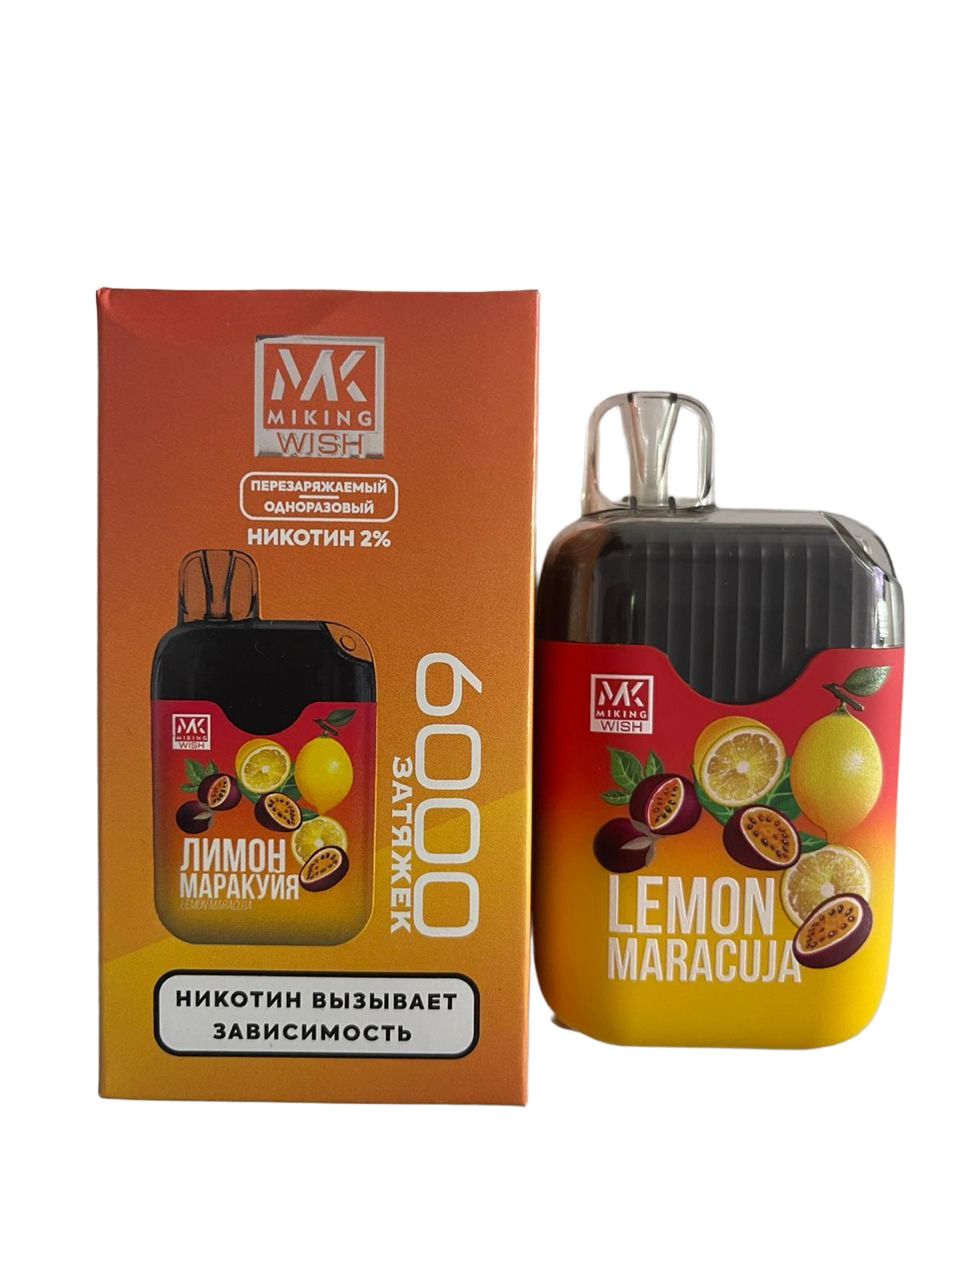 MK
MIKING
WISH
ПЕРЕЗАРЯЖАЕМЫЙ
ОДНОРАЗОВЫЙ
НИКОТИН 2%
6000
ЗАТЯЖЕК
MK
MIKING
WISH
ЛИМОН
МАРАКУЙЯ
LEMON MARACUJA
НИКОТИН ВЫЗЫВАЕТ
ЗАВИСИМОСТЬ
MK
MIKING
WISH
LEMON
MARACUJA